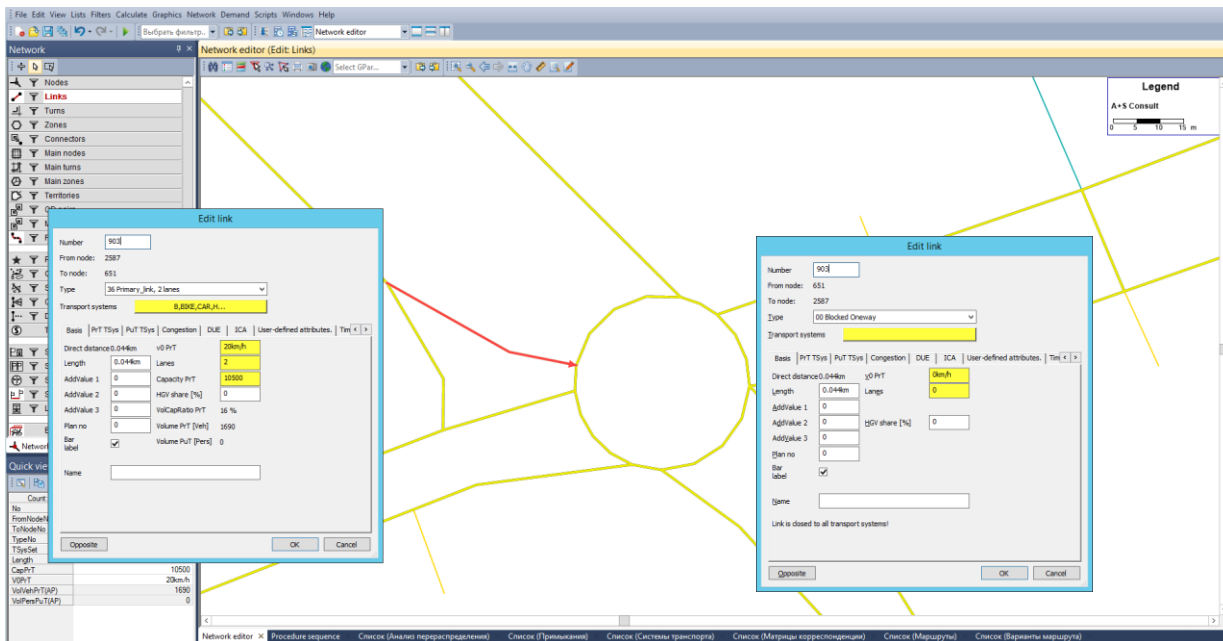 File Edit View Lists Filters Calculate Graphics Network Demand Scripts Windows Help
Выбрать фильтр.. Network editor
Network
Network editor (Edit: Links)
Select GPar...
Nodes
Links
Turns
Zones
Connectors
Main nodes
Main turns
Main zones
Territories
Legend
A+S Consult
0 5 10 15 m
Edit link
Number 903
From node: 2587
To node: 651
Type 36 Primary_link, 2 lanes
Transport systems B,BIKE,CAR,H...
Basis PrT TSys PuT TSys Congestion DUE ICA User-defined attributes. Tim
Direct distance 0.044km v0 PrT 20km/h
Length 0.044km Lanes 2
AddValue 1 0 Capacity PrT 10500
AddValue 2 0 HGV share [%] 0
AddValue 3 0 VolCapRatio PrT 16 %
Plan no 0 Volume PrT [Veh] 1690
Bar label Volume PuT [Pers] 0
Name
Opposite OK Cancel
Edit link
Number 903
From node: 651
To node: 2587
Type 00 Blocked Oneway
Transport systems
Basis PrT TSys PuT TSys Congestion DUE ICA User-defined attributes. Tim
Direct distance 0.044km v0 PrT 0km/h
Length 0.044km Lanes 0
AddValue 1 0
AddValue 2 0 HGV share [%] 0
AddValue 3 0
Plan no 0
Bar label
Name
Link is closed to all transport systems!
Opposite OK Cancel
Network
Quick vie
Count:
No
FromNodeN
ToNodeNo
TypeNo
TSysSet
Length
CapPrT 10500
V0PrT 20km/h
VolVehPrT(AP) 1690
VolPersPuT(AP) 0
Network editor Procedure sequence Список (Анализ перераспределения) Список (Примыкания) Список (Системы транспорта) Список (Матрицы корреспонденции) Список (Маршруты) Список (Варианты маршрута)